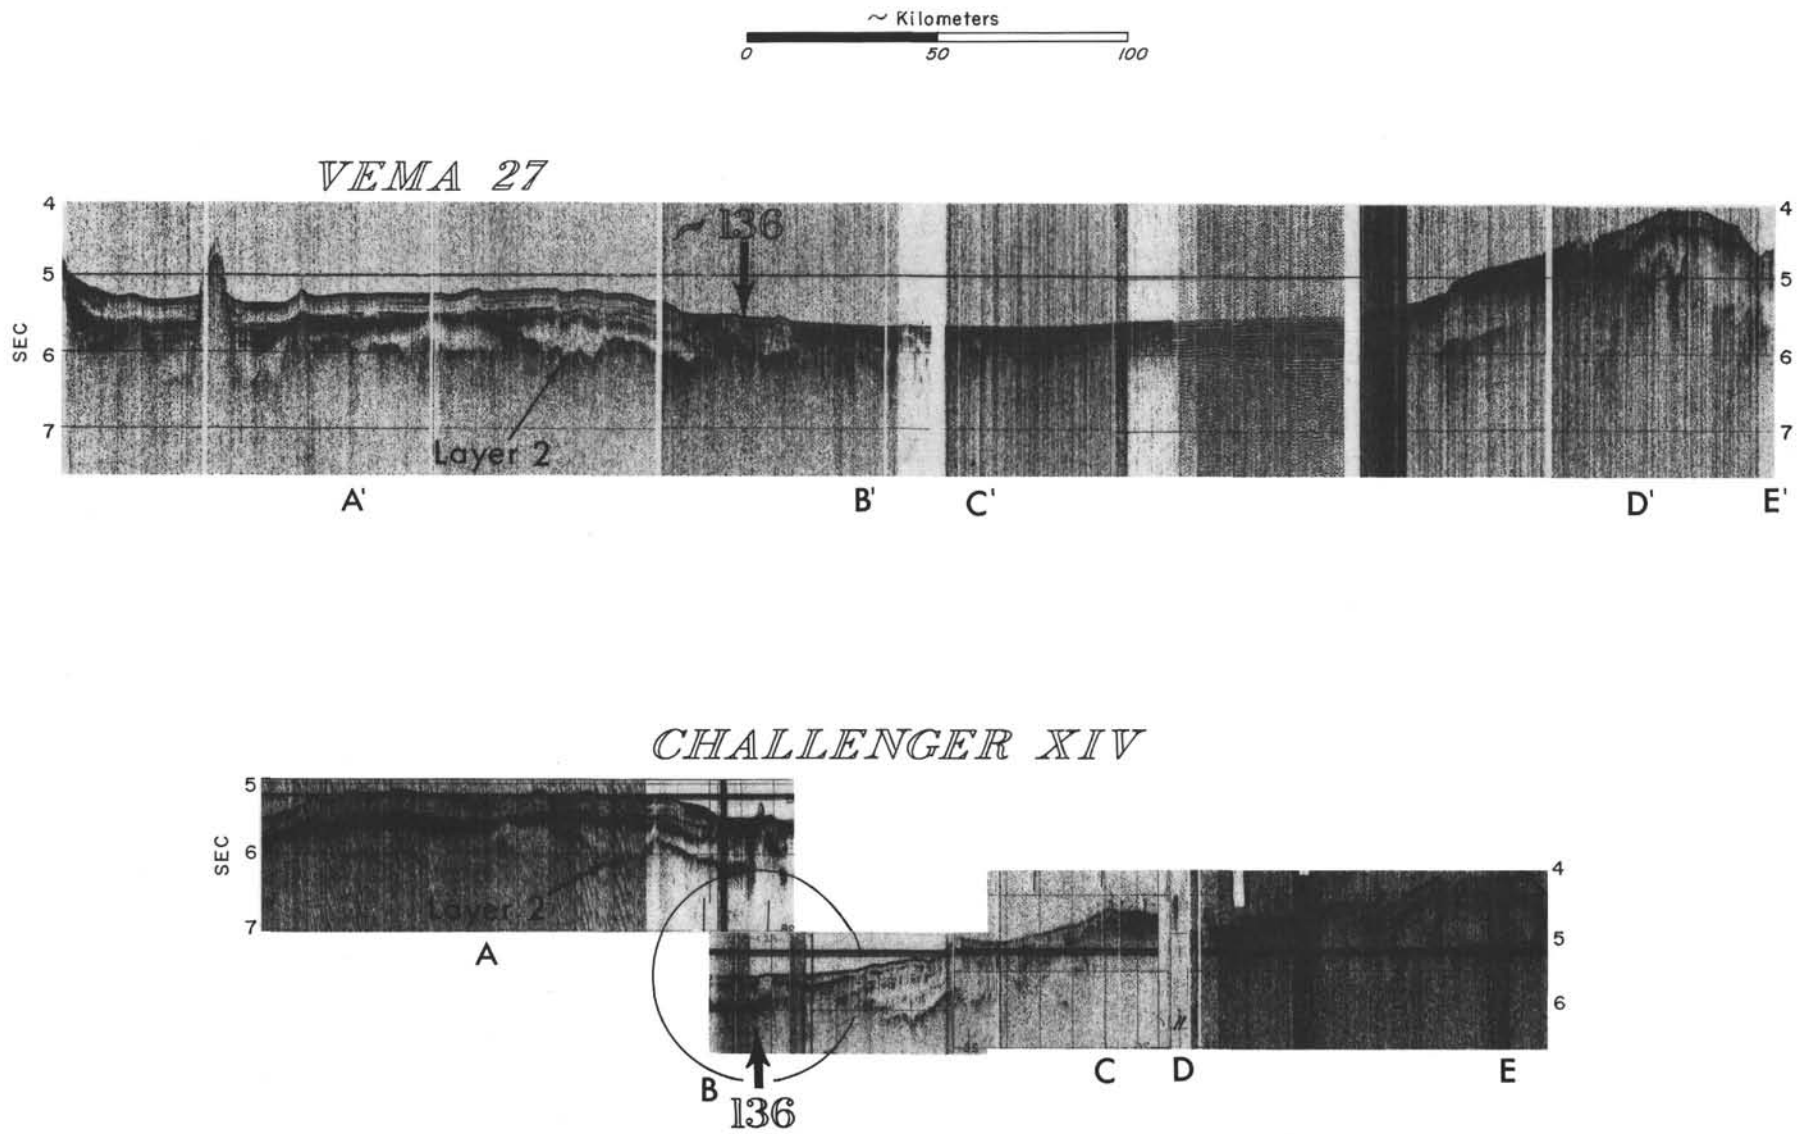 ~ Kilometers
0 50 100
VEMA 27
4 4
~ 136
5 5
SEC
6 6
7 7
Layer 2
A' B' C' D' E'
CHALLENGER XIV
5
SEC
6
7
Layer 2
A
4
5
6
B C D E
136